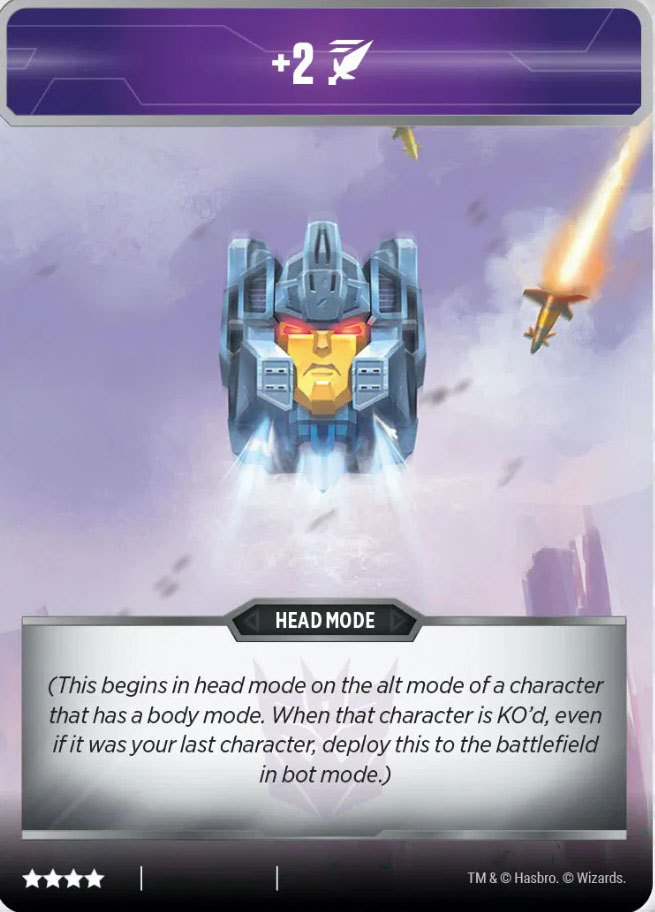 +2
HEAD MODE
(This begins in head mode on the alt mode of a character
that has a body mode. When that character is KO'd, even
if it was your last character, deploy this to the battlefield
in bot mode.)
TM & © Hasbro. © Wizards.